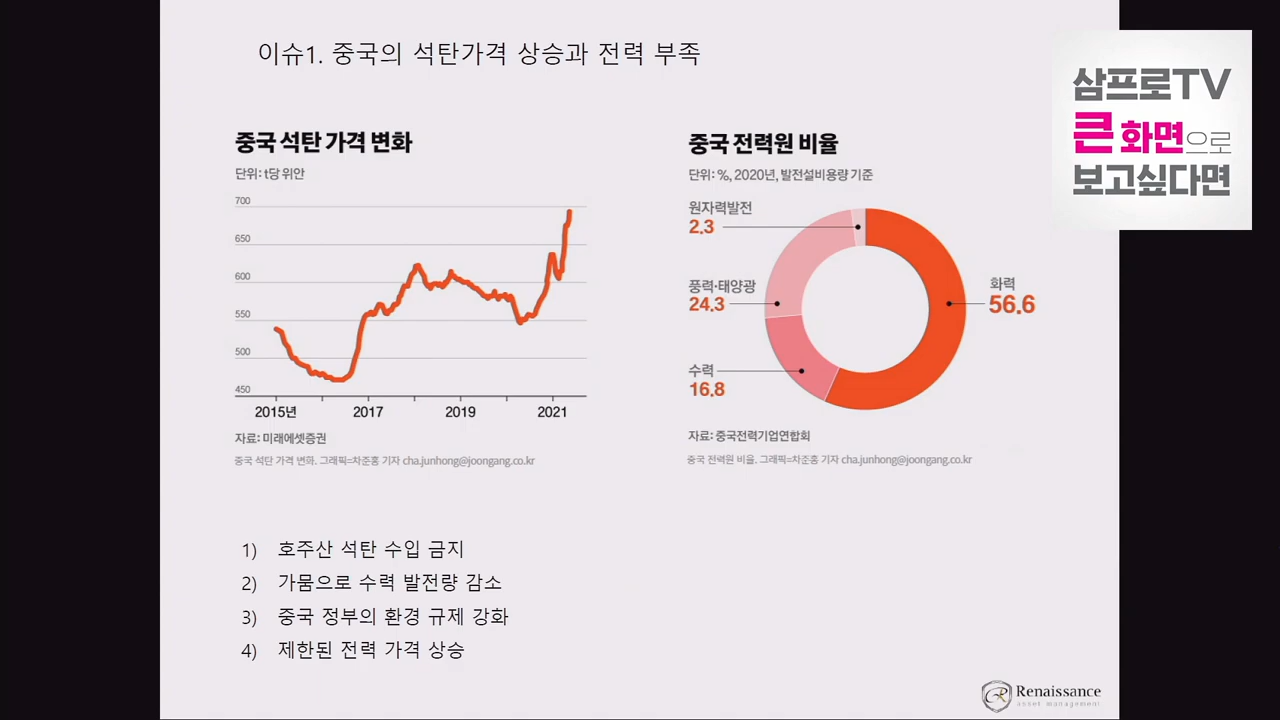 이슈1. 중국의 석탄가격 상승과 전력 부족
삼프로TV
큰 화면으로
보고싶다면
중국 석탄 가격 변화
단위: t당 위안
700
650
600
550
500
450
2015년
2017
2019
2021
자료: 미래에셋증권
중국 석탄 가격 변화. 그래픽=차준홍 기자 cha.junhong@joongang.co.kr
중국 전력원 비율
단위: %, 2020년, 발전설비용량 기준
원자력발전
2.3
풍력·태양광
24.3
수력
16.8
화력
56.6
자료: 중국전력기업연합회
중국 전력원 비율. 그래픽=차준홍 기자 cha.junhong@joongang.co.kr
1) 호주산 석탄 수입 금지
2) 가뭄으로 수력 발전량 감소
3) 중국 정부의 환경 규제 강화
4) 제한된 전력 가격 상승
Renaissance
asset management